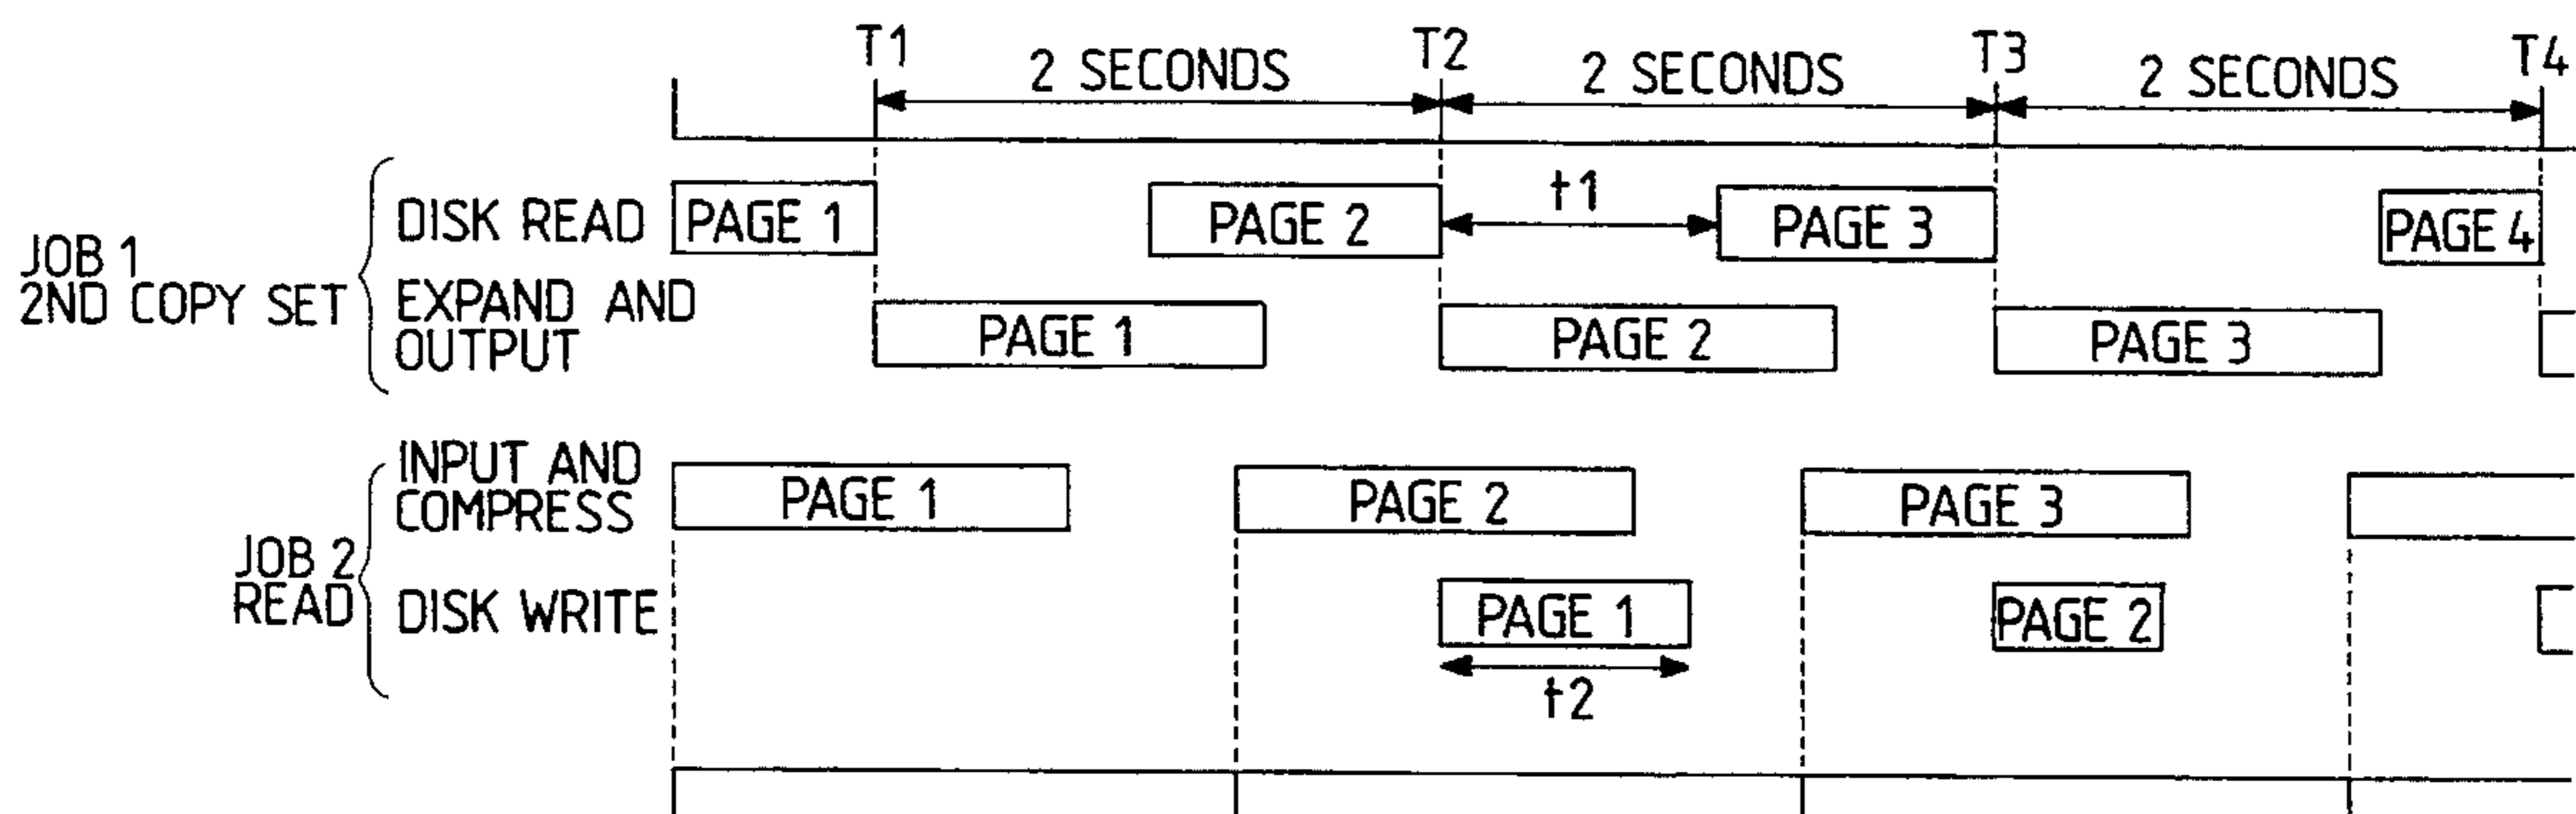 T1 2 SECONDS T2 2 SECONDS T3 2 SECONDS T4
JOB 1
2ND COPY SET
DISK READ PAGE 1 PAGE 2 t1 PAGE 3 PAGE 4
EXPAND AND
OUTPUT
PAGE 1 PAGE 2 PAGE 3
JOB 2
READ
INPUT AND
COMPRESS
PAGE 1 PAGE 2 PAGE 3
DISK WRITE PAGE 1 PAGE 2
t2